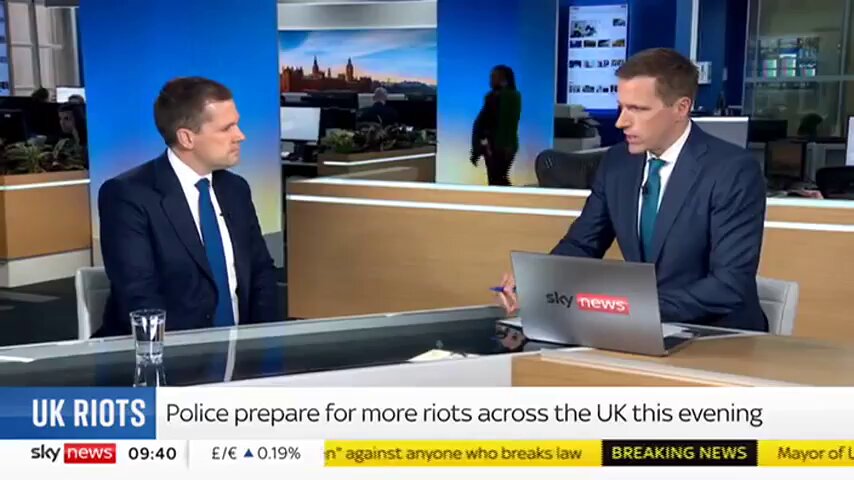 sky news
UK RIOTS
Police prepare for more riots across the UK this evening
sky news
09:40
£/€ ▲ 0.19%
n" against anyone who breaks law
BREAKING NEWS
Mayor of